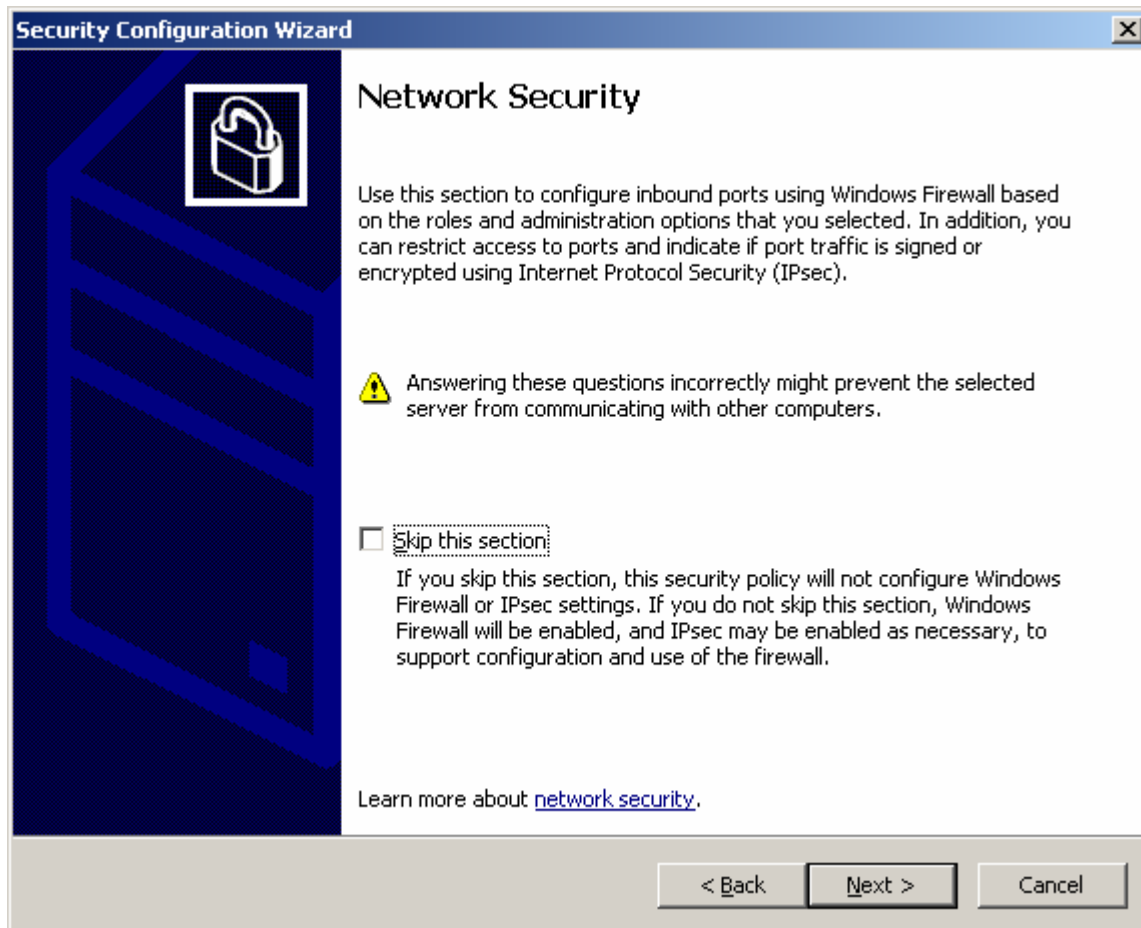 Security Configuration Wizard
Network Security
Use this section to configure inbound ports using Windows Firewall based
on the roles and administration options that you selected. In addition, you
can restrict access to ports and indicate if port traffic is signed or
encrypted using Internet Protocol Security (IPsec).
Answering these questions incorrectly might prevent the selected
server from communicating with other computers.
Skip this section
If you skip this section, this security policy will not configure Windows
Firewall or IPsec settings. If you do not skip this section, Windows
Firewall will be enabled, and IPsec may be enabled as necessary, to
support configuration and use of the firewall.
Learn more about network security.
< Back Next > Cancel